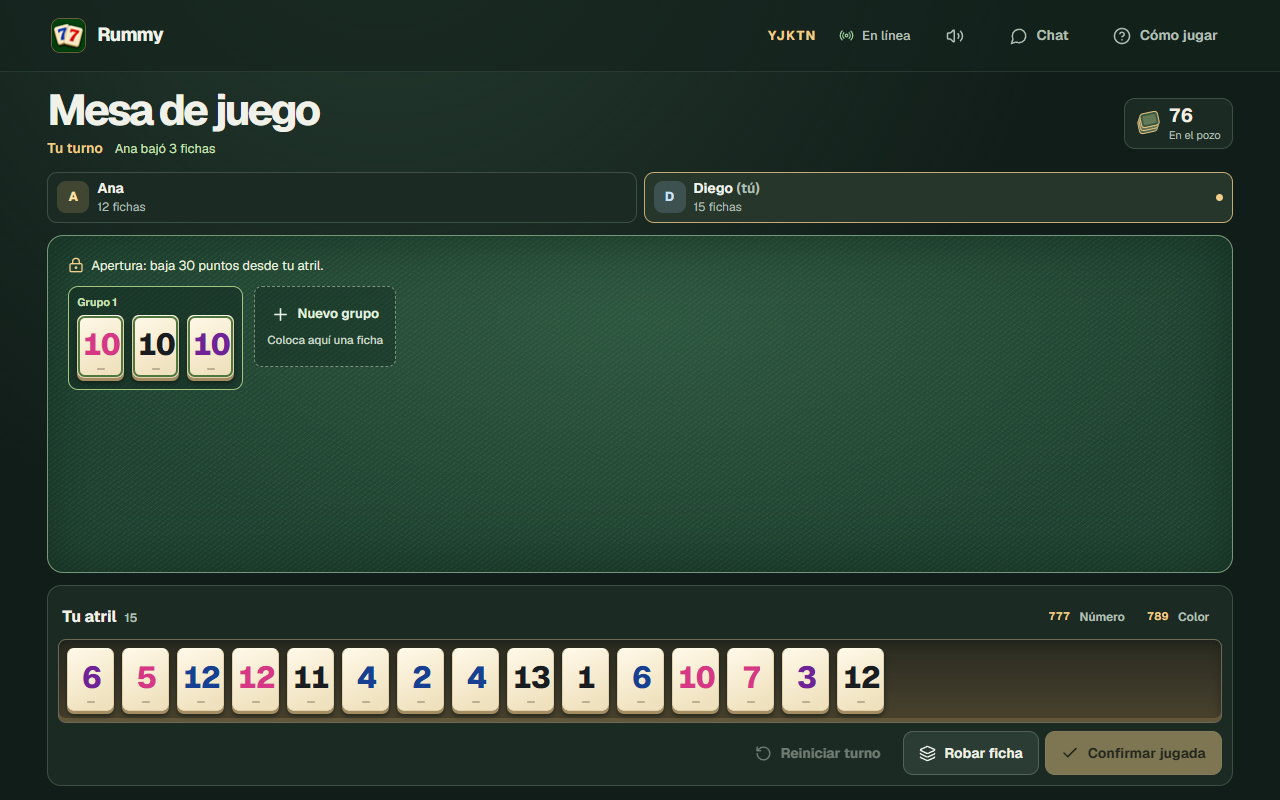 77 Rummy
YJKTN En línea Chat Cómo jugar
Mesa de juego
Tu turno Ana bajó 3 fichas
76
En el pozo
A Ana
12 fichas
D Diego (tú)
15 fichas
Apertura: baja 30 puntos desde tu atril.
Grupo 1
10 10 10
Nuevo grupo
Coloca aquí una ficha
Tu atril 15
777 Número 789 Color
6 5 12 12 11 4 2 4 13 1 6 10 7 3 12
Reiniciar turno Robar ficha Confirmar jugada